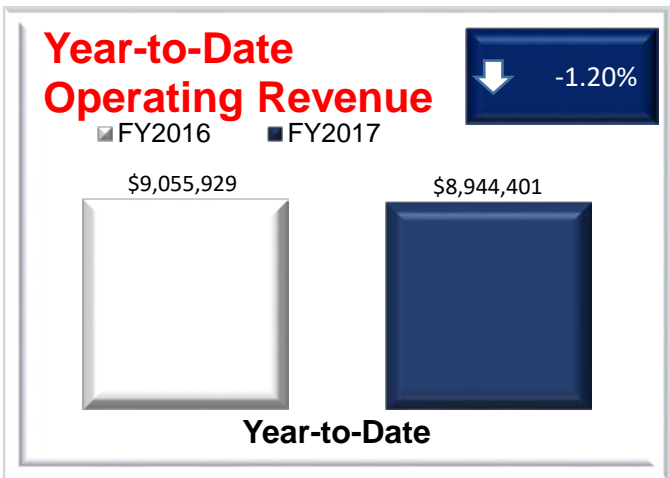 Year-to-Date
Operating Revenue
-1.20%
FY2016 FY2017
$9,055,929
$8,944,401
Year-to-Date